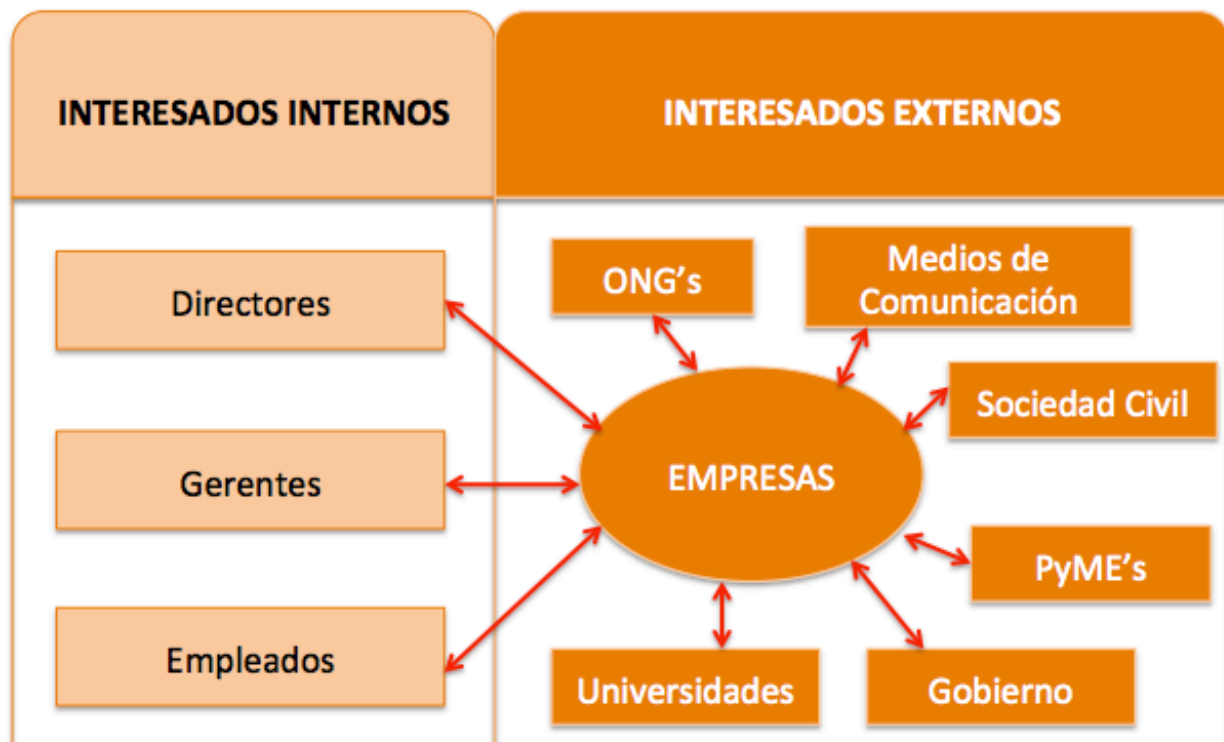 INTERESADOS INTERNOS
INTERESADOS EXTERNOS
Directores
Gerentes
Empleados
ONG’s
Medios de
Comunicación
Sociedad Civil
EMPRESAS
PyME’s
Universidades
Gobierno